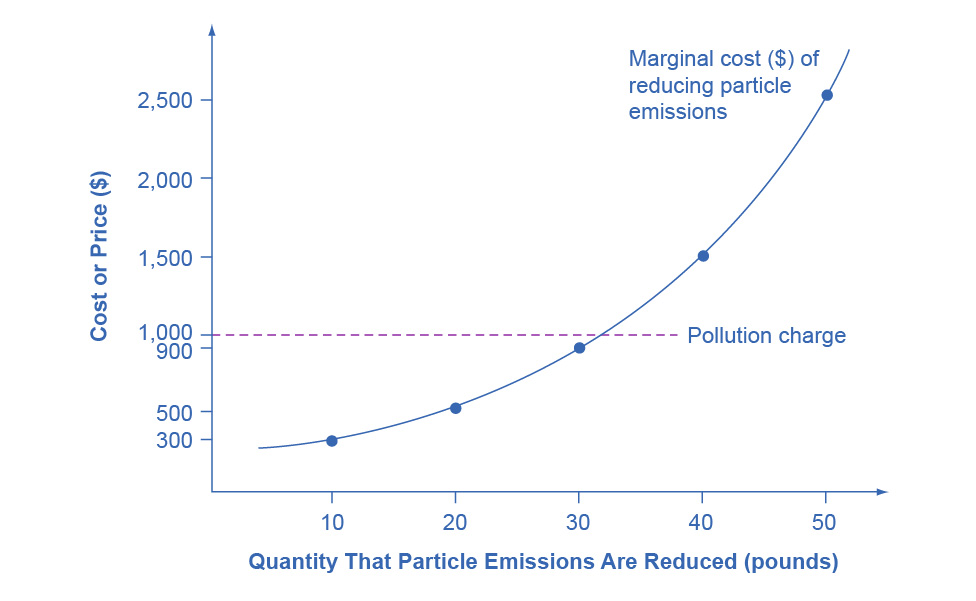 Marginal cost ($) of
reducing particle
emissions
Cost or Price ($)
2,500
2,000
1,500
1,000
900
500
300
Pollution charge
10 20 30 40 50
Quantity That Particle Emissions Are Reduced (pounds)